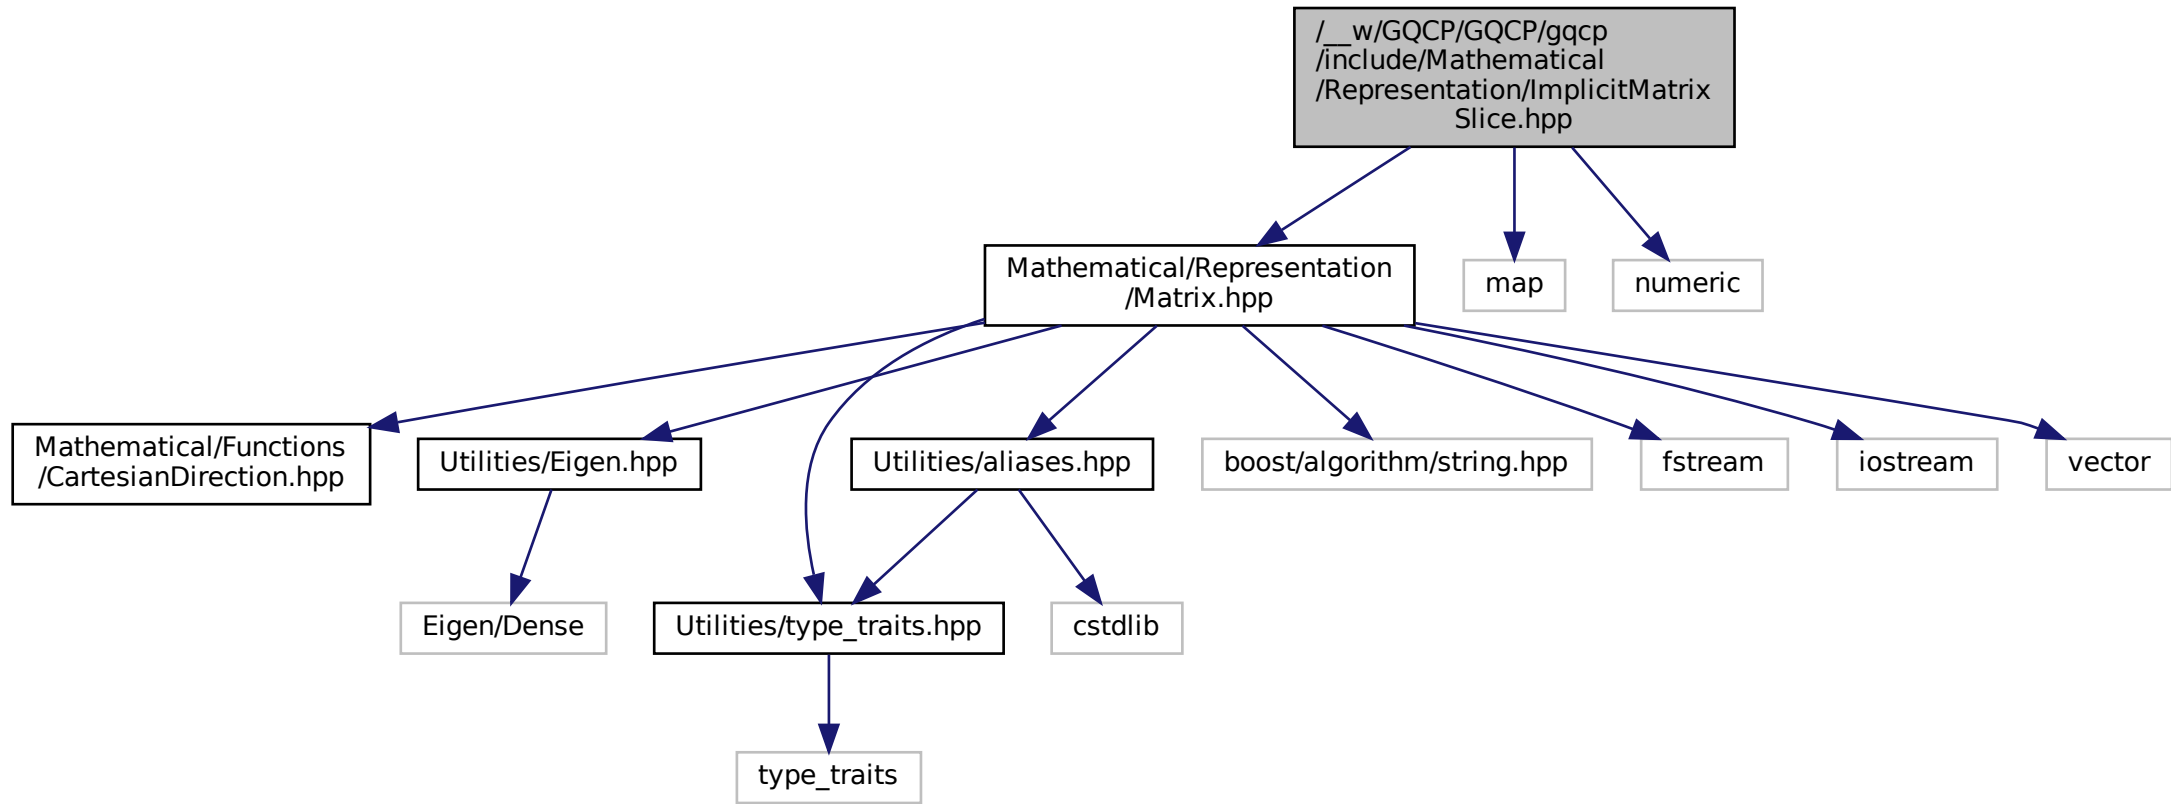 /__w/GQCP/GQCP/gqcp
/include/Mathematical
/Representation/ImplicitMatrix
Slice.hpp
Mathematical/Representation
/Matrix.hpp
map
numeric
Mathematical/Functions
/CartesianDirection.hpp
Utilities/Eigen.hpp
Utilities/aliases.hpp
boost/algorithm/string.hpp
fstream
iostream
vector
Eigen/Dense
Utilities/type_traits.hpp
cstdlib
type_traits